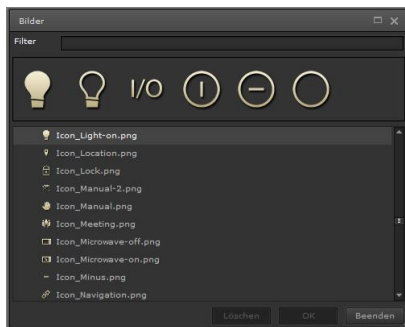 Bilder
Filter
I/O
Icon_Light-on.png
Icon_Location.png
Icon_Lock.png
Icon_Manual-2.png
Icon_Manual.png
Icon_Meeting.png
Icon_Microwave-off.png
Icon_Microwave-on.png
Icon_Minus.png
Icon_Navigation.png
Löschen OK Beenden